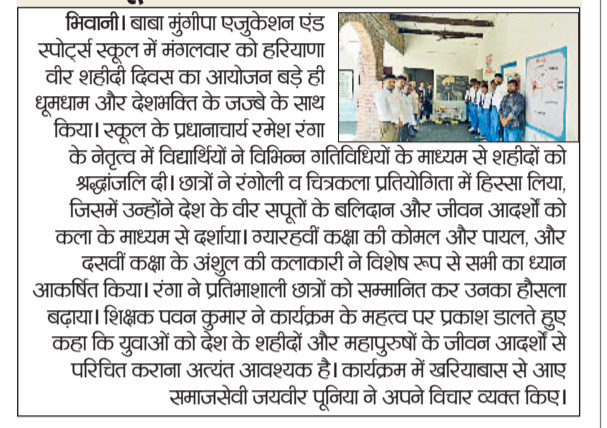 भिवानी। बाबा मुंगीपा एजुकेशन एंड
स्पोर्ट्स स्कूल में मंगलवार को हरियाणा
वीर शहीदी दिवस का आयोजन बड़े ही
धूमधाम और देशभक्ति के जज्बे के साथ
किया। स्कूल के प्रधानाचार्य रमेश रंगा
के नेतृत्व में विद्यार्थियों ने विभिन्न गतिविधियों के माध्यम से शहीदों को
श्रद्धांजलि दी। छात्रों ने रंगोली व चित्रकला प्रतियोगिता में हिस्सा लिया,
जिसमें उन्होंने देश के वीर सपूतों के बलिदान और जीवन आदर्शों को
कला के माध्यम से दर्शाया। ग्यारहवीं कक्षा की कोमल और पायल, और
दसवीं कक्षा के अंशुल की कलाकारी ने विशेष रूप से सभी का ध्यान
आकर्षित किया। रंगा ने प्रतिभाशाली छात्रों को सम्मानित कर उनका हौसला
बढ़ाया। शिक्षक पवन कुमार ने कार्यक्रम के महत्व पर प्रकाश डालते हुए
कहा कि युवाओं को देश के शहीदों और महापुरुषों के जीवन आदर्शों से
परिचित कराना अत्यंत आवश्यक है। कार्यक्रम में खरियाबास से आए
समाजसेवी जयवीर पूनिया ने अपने विचार व्यक्त किए।